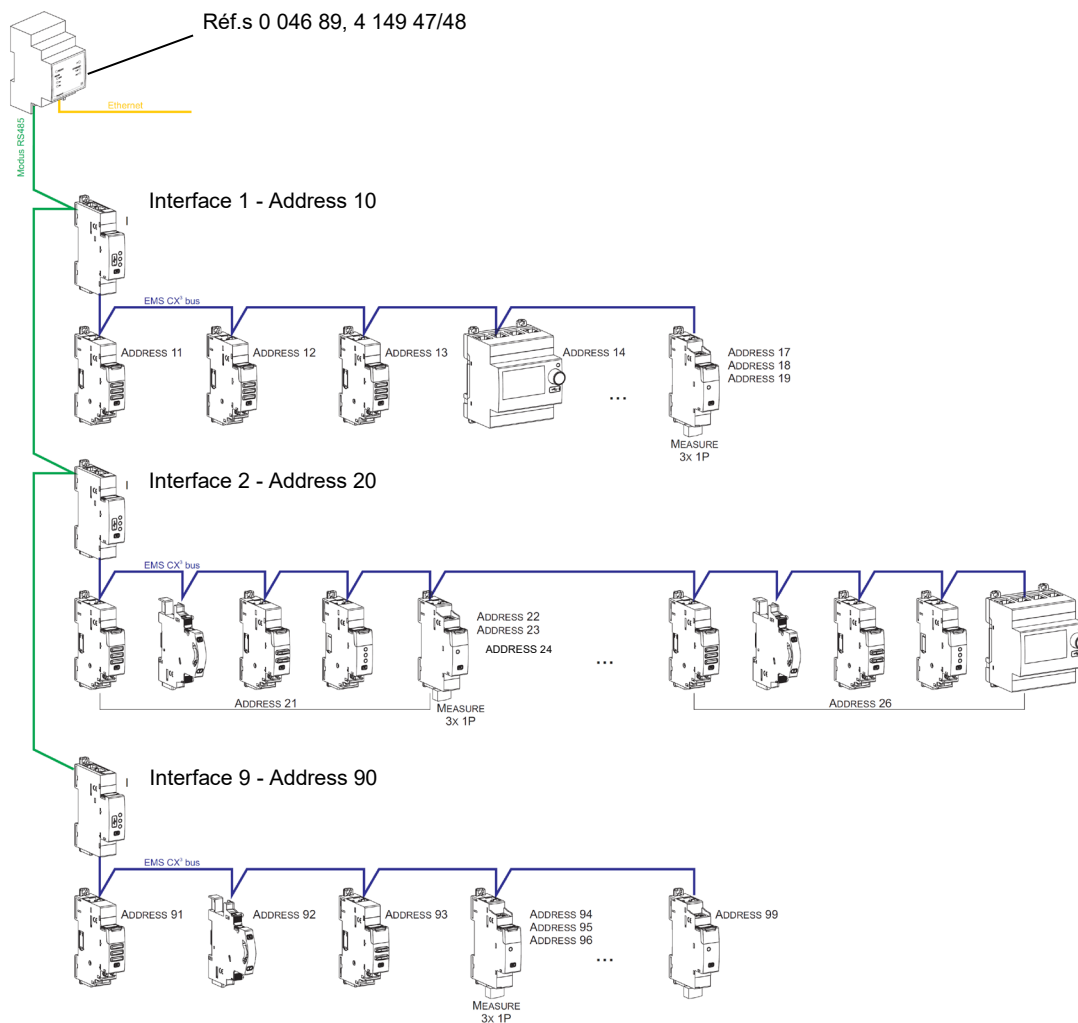 Réf.s 0 046 89, 4 149 47/48
Ethernet
Modus RS485
Interface 1 - Address 10
EMS CX³ bus
ADDRESS 11
ADDRESS 12
ADDRESS 13
ADDRESS 14
...
ADDRESS 17
ADDRESS 18
ADDRESS 19
MEASURE
3x 1P
Interface 2 - Address 20
EMS CX³ bus
ADDRESS 22
ADDRESS 23
ADDRESS 24
...
ADDRESS 21
MEASURE
3x 1P
ADDRESS 26
Interface 9 - Address 90
EMS CX³ bus
ADDRESS 91
ADDRESS 92
ADDRESS 93
ADDRESS 94
ADDRESS 95
ADDRESS 96
...
ADDRESS 99
MEASURE
3x 1P